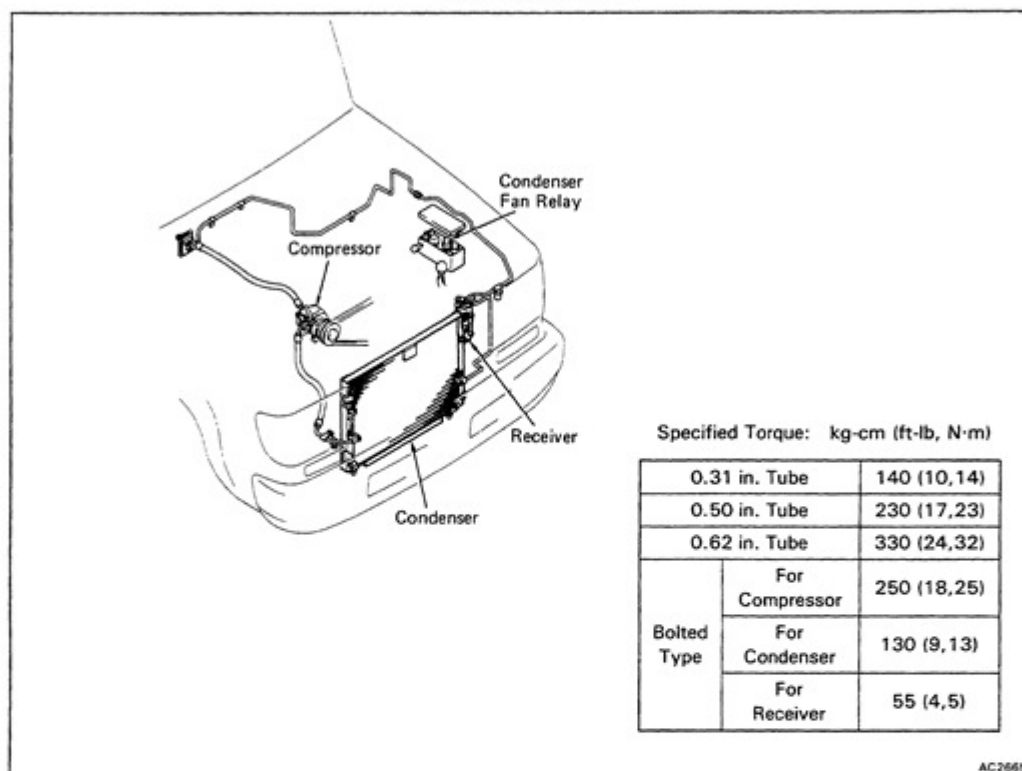 Condenser
Fan Relay
Compressor
Receiver
Condenser
Specified Torque: kg-cm (ft-lb, N·m)
0.31 in. Tube 140 (10,14)
0.50 in. Tube 230 (17,23)
0.62 in. Tube 330 (24,32)
Bolted
Type
For
Compressor 250 (18,25)
For
Condenser 130 (9,13)
For
Receiver 55 (4,5)